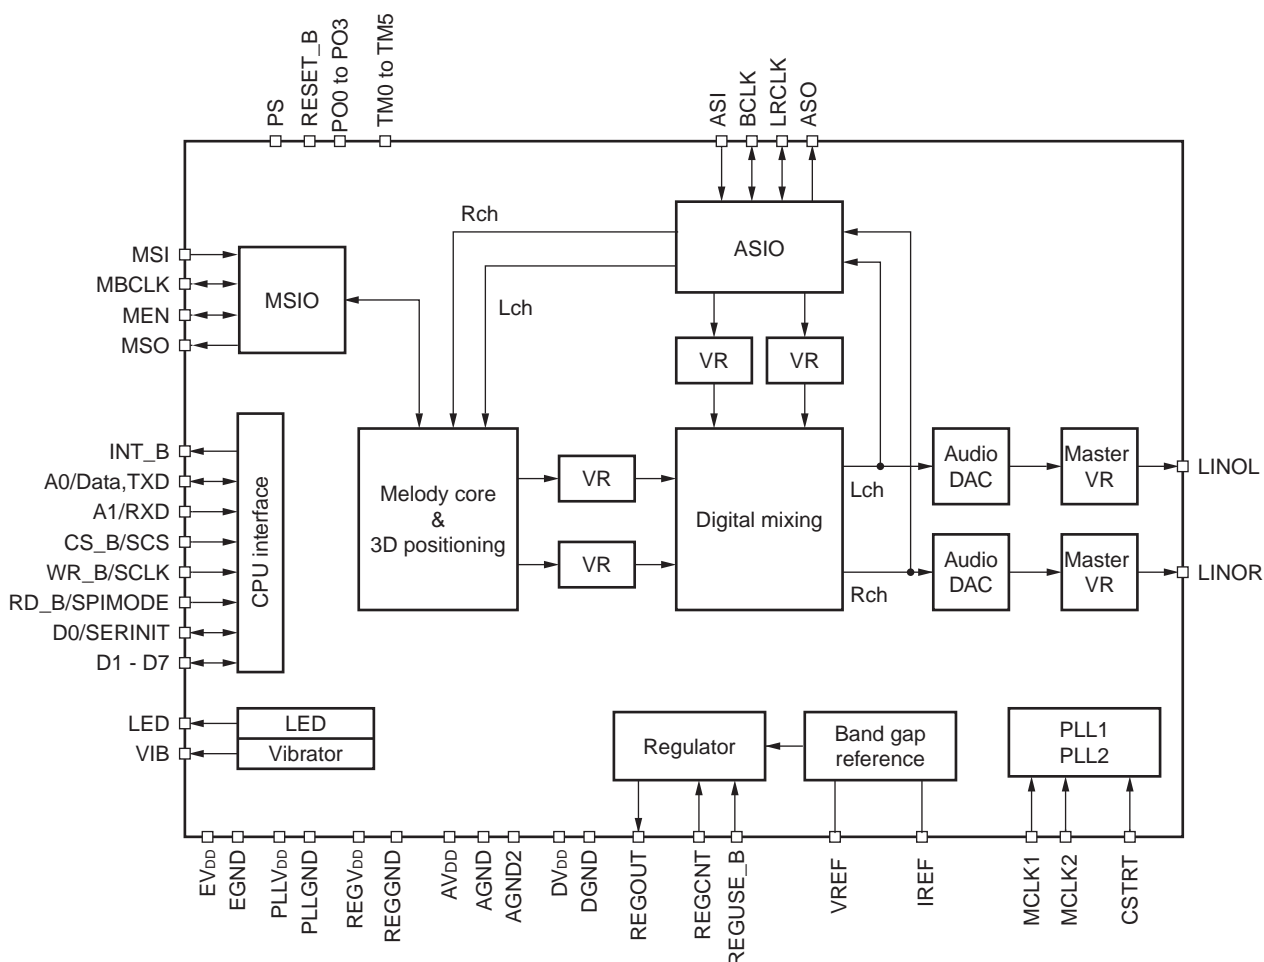 PS
RESET_B
PO0 to PO3
TM0 to TM5
ASI
BCLK
LRCLK
ASO
Rch
ASIO
MSI
MBCLK
MEN
MSO
MSIO
Lch
VR
VR
INT_B
A0/Data,TXD
A1/RXD
CS_B/SCS
WR_B/SCLK
RD_B/SPIMODE
D0/SERINIT
D1 - D7
CPU interface
Melody core
&
3D positioning
VR
VR
Digital mixing
Lch
Rch
Audio
DAC
Master
VR
LINOL
Audio
DAC
Master
VR
LINOR
LED
VIB
LED
Vibrator
Regulator
Band gap
reference
PLL1
PLL2
EVDD
EGND
PLLVDD
PLLGND
REGVDD
REGGND
AVDD
AGND
AGND2
DVDD
DGND
REGOUT
REGCNT
REGUSE_B
VREF
IREF
MCLK1
MCLK2
CSTRT